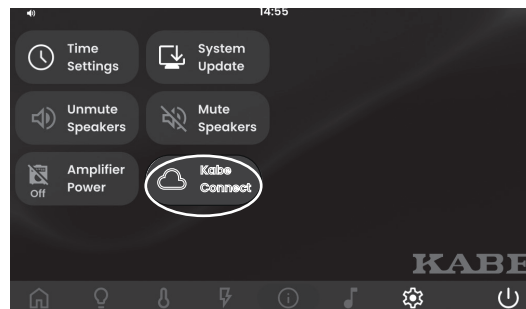 14:55
Time
Settings
System
Update
Unmute
Speakers
Mute
Speakers
Amplifier
Power
Off
Kabe
Connect
KABE